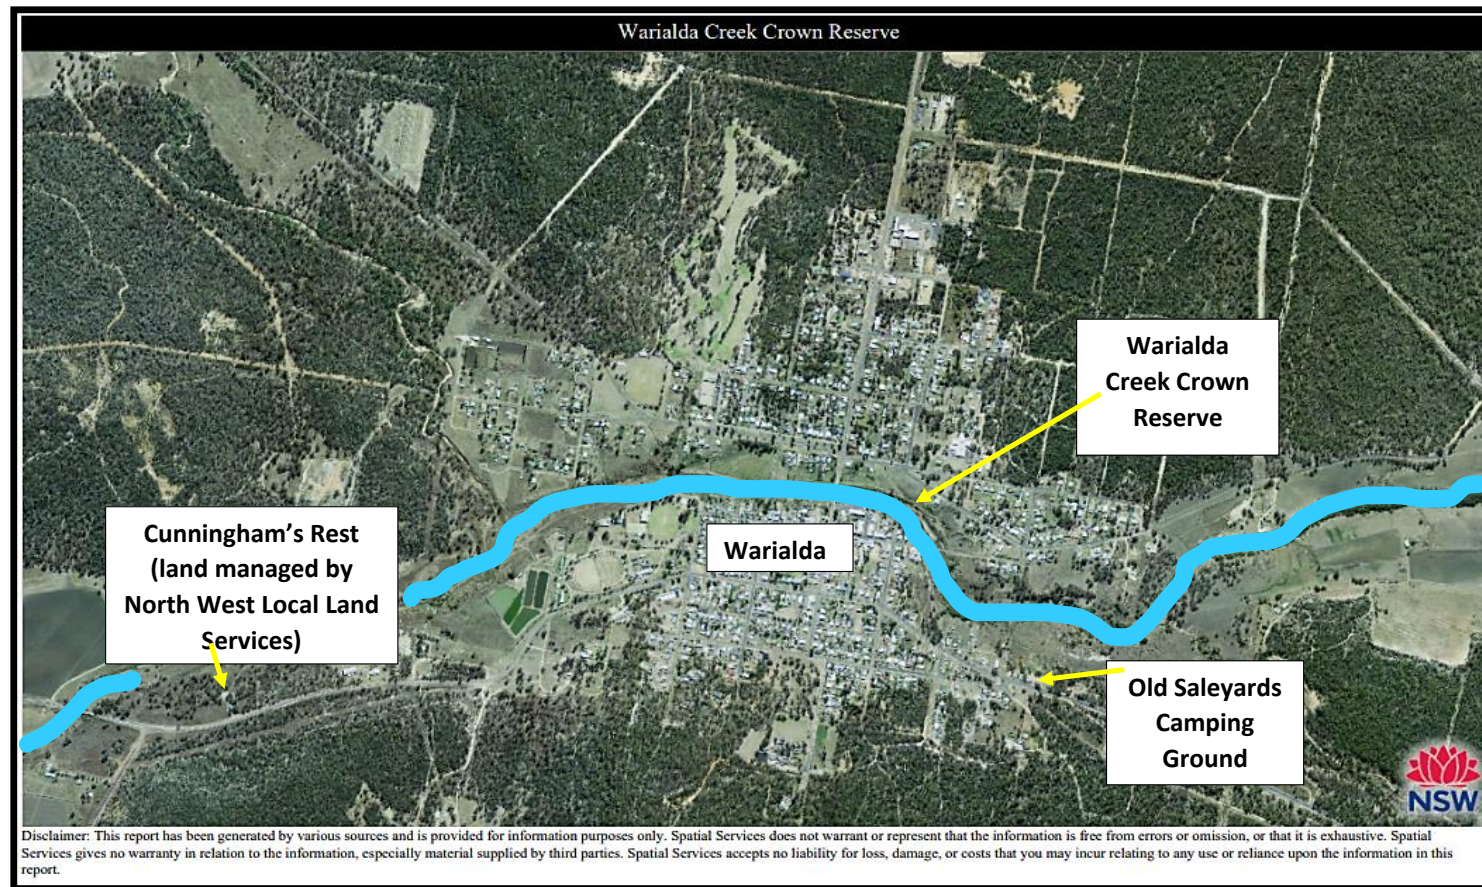 Warialda Creek Crown Reserve
Warialda
Creek Crown
Reserve
Cunningham’s Rest
(land managed by
North West Local Land
Services)
Warialda
Old Saleyards
Camping
Ground
NSW
Disclaimer: This report has been generated by various sources and is provided for information purposes only. Spatial Services does not warrant or represent that the information is free from errors or omission, or that it is exhaustive. Spatial
Services gives no warranty in relation to the information, especially material supplied by third parties. Spatial Services accepts no liability for loss, damage, or costs that you may incur relating to any use or reliance upon the information in this
report.